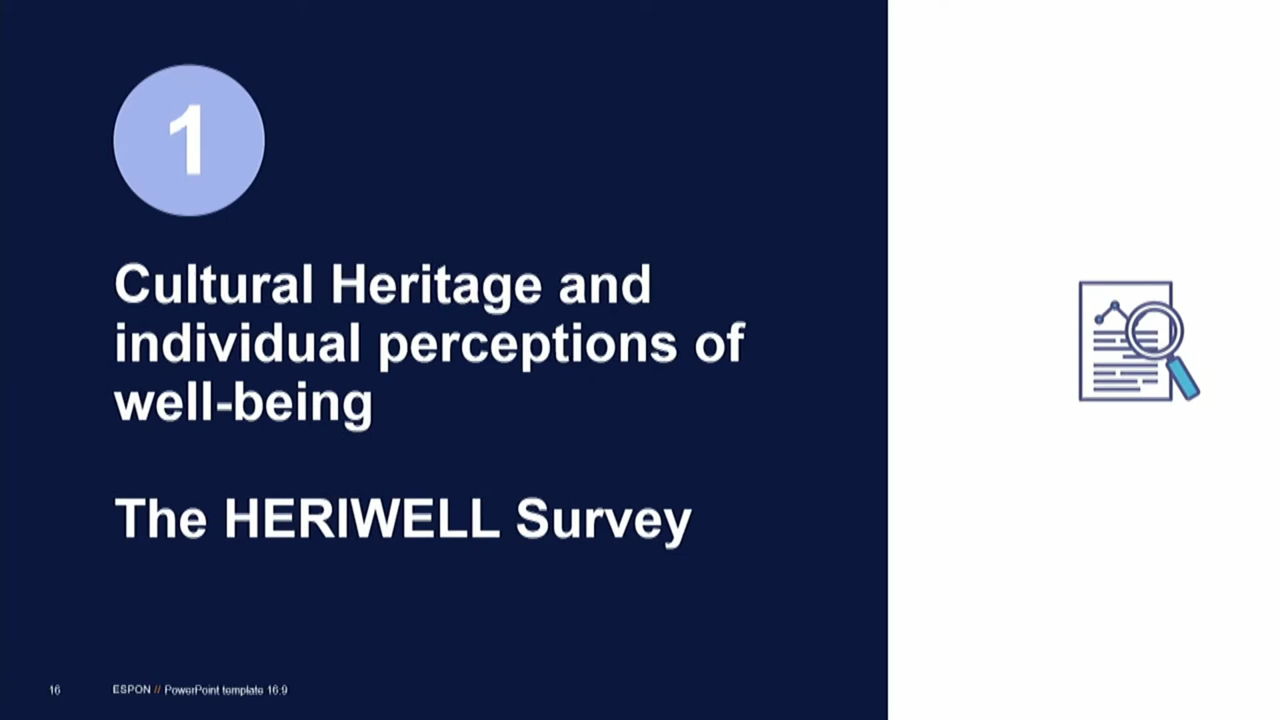 1
Cultural Heritage and
individual perceptions of
well-being
The HERIWELL Survey
16
ESPON // PowerPoint template 16:9